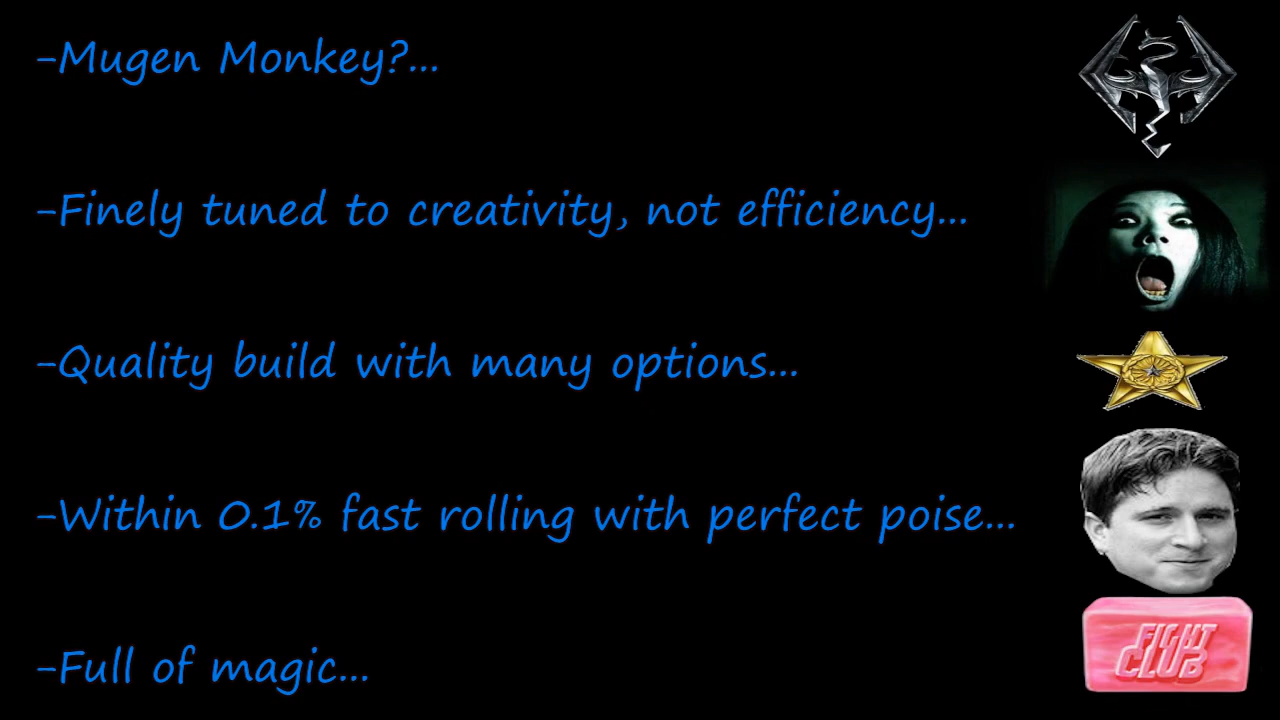 -Mugen Monkey?...
-Finely tuned to creativity, not efficiency...
-Quality build with many options...
-Within 0.1% fast rolling with perfect poise...
-Full of magic...
FIGHT
CLUB